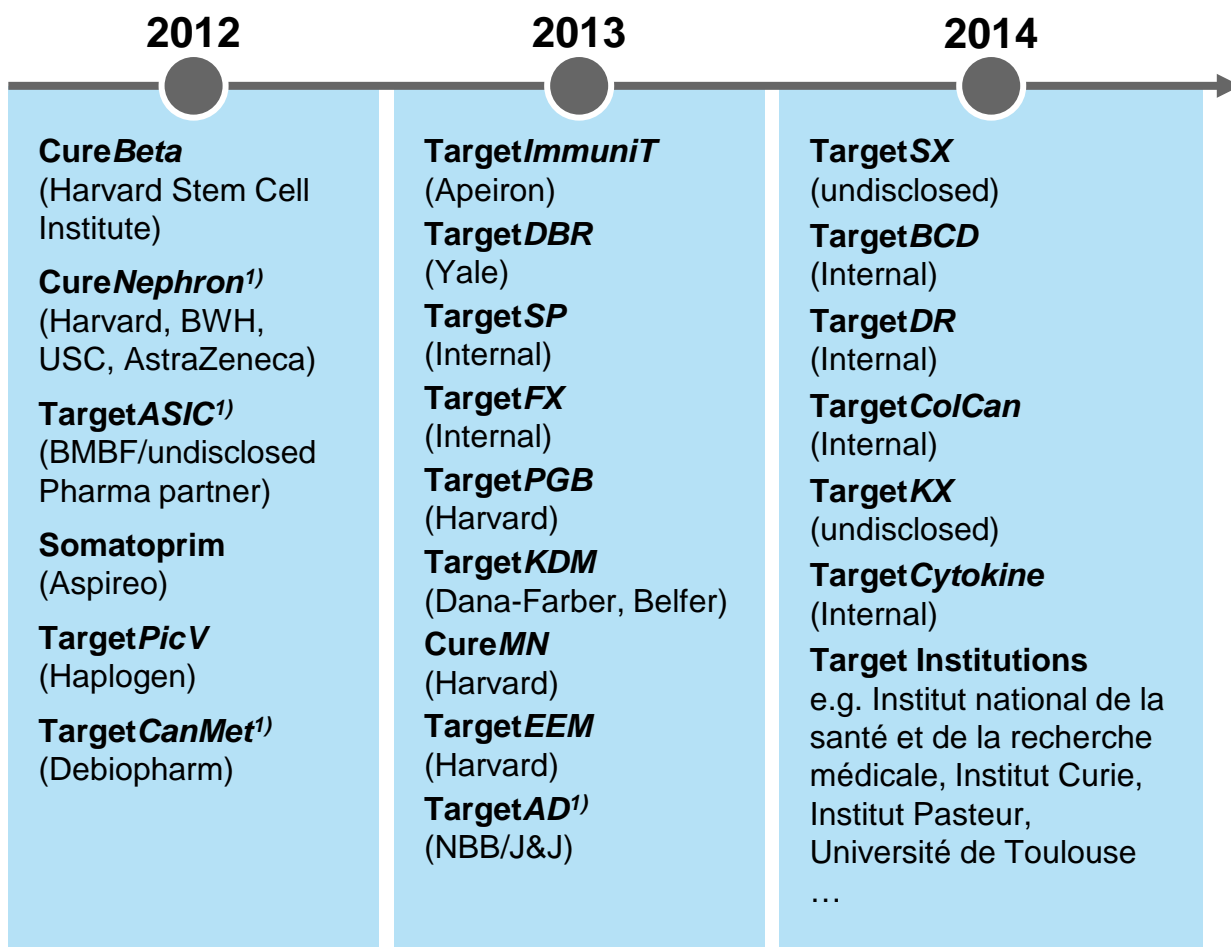 2012
2013
2014
CureBeta
(Harvard Stem Cell
Institute)
CureNephron1)
(Harvard, BWH,
USC, AstraZeneca)
TargetASIC1)
(BMBF/undisclosed
Pharma partner)
Somatoprim
(Aspireo)
TargetPicV
(Haplogen)
TargetCanMet1)
(Debiopharm)
TargetImmuniT
(Apeiron)
TargetDBR
(Yale)
TargetSP
(Internal)
TargetFX
(Internal)
TargetPGB
(Harvard)
TargetKDM
(Dana-Farber, Belfer)
CureMN
(Harvard)
TargetEEM
(Harvard)
TargetAD1)
(NBB/J&J)
TargetSX
(undisclosed)
TargetBCD
(Internal)
TargetDR
(Internal)
TargetColCan
(Internal)
TargetKX
(undisclosed)
TargetCytokine
(Internal)
Target Institutions
e.g. Institut national de la
santé et de la recherche
médicale, Institut Curie,
Institut Pasteur,
Université de Toulouse
…